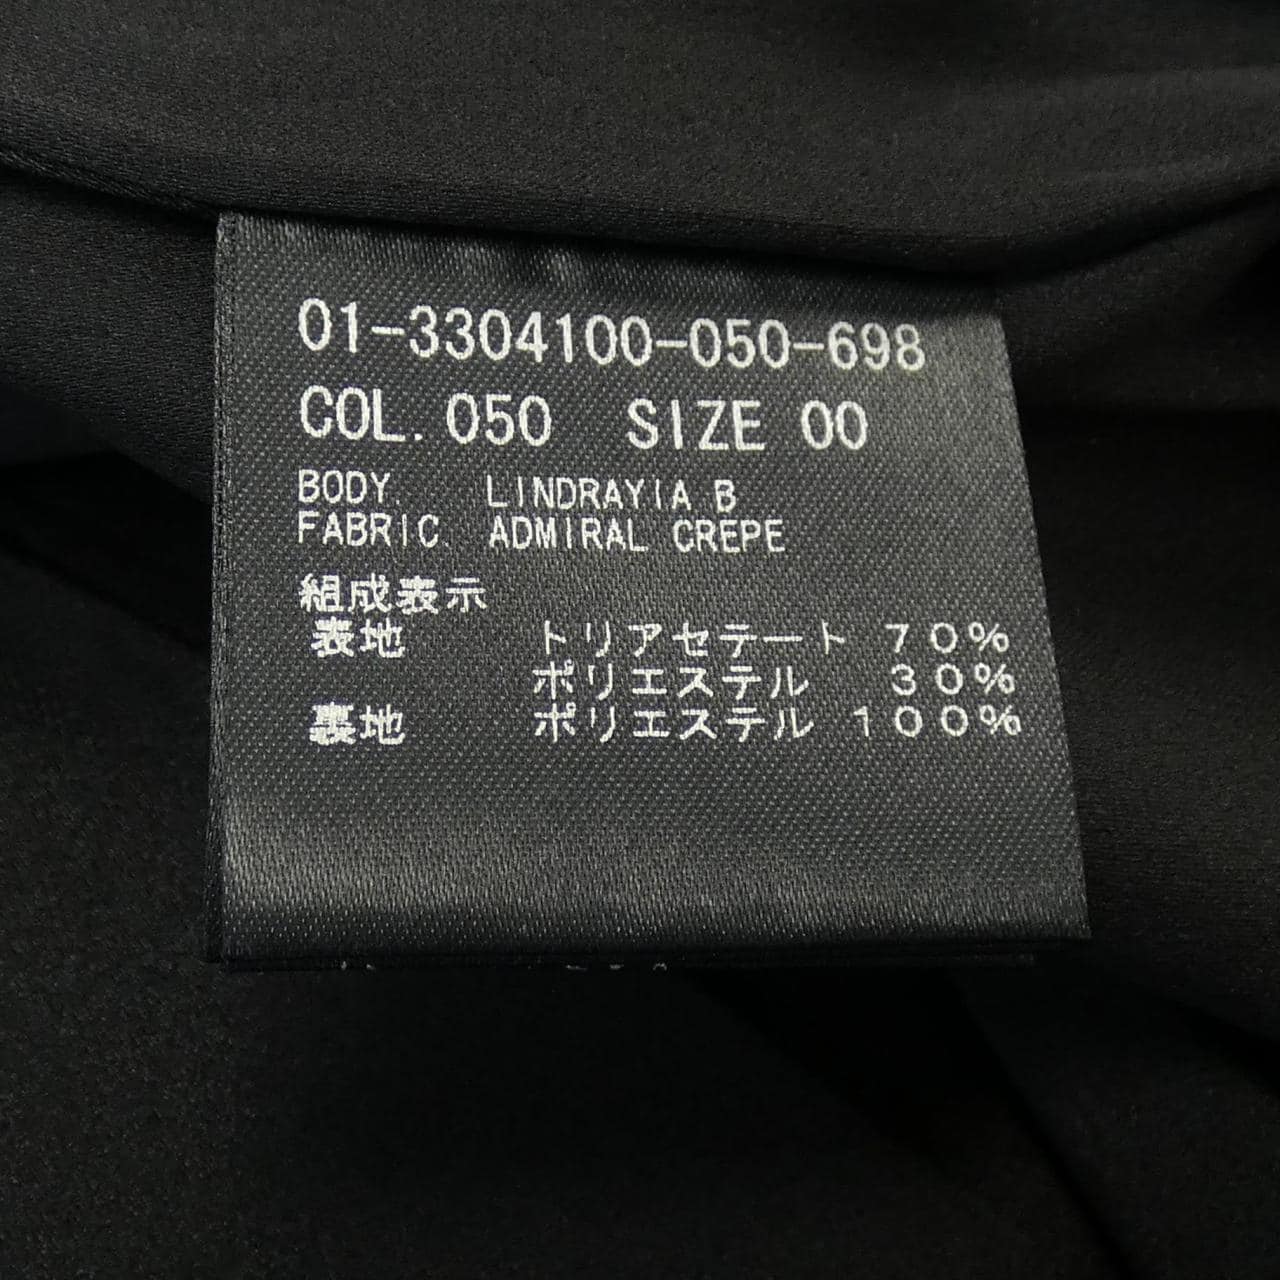 01-3304100-050-698
COL. 050 SIZE 00
BODY. LINDRAYIA B
FABRIC ADMIRAL CREPE
組成表示
表地 トリアセテート 70%
ポリエステル 30%
裏地 ポリエステル 100%